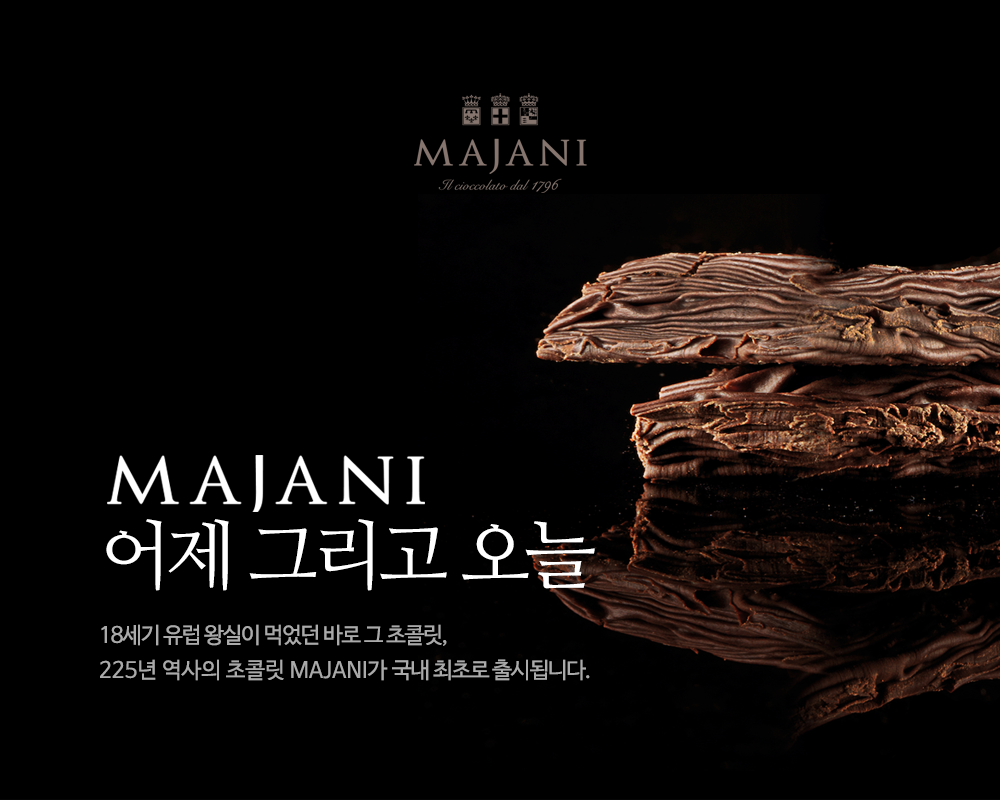 MAJANI
Il cioccolato dal 1796
MAJANI
어제 그리고 오늘
18세기 유럽 왕실이 먹었던 바로 그 초콜릿,
225년 역사의 초콜릿 MAJANI가 국내 최초로 출시됩니다.